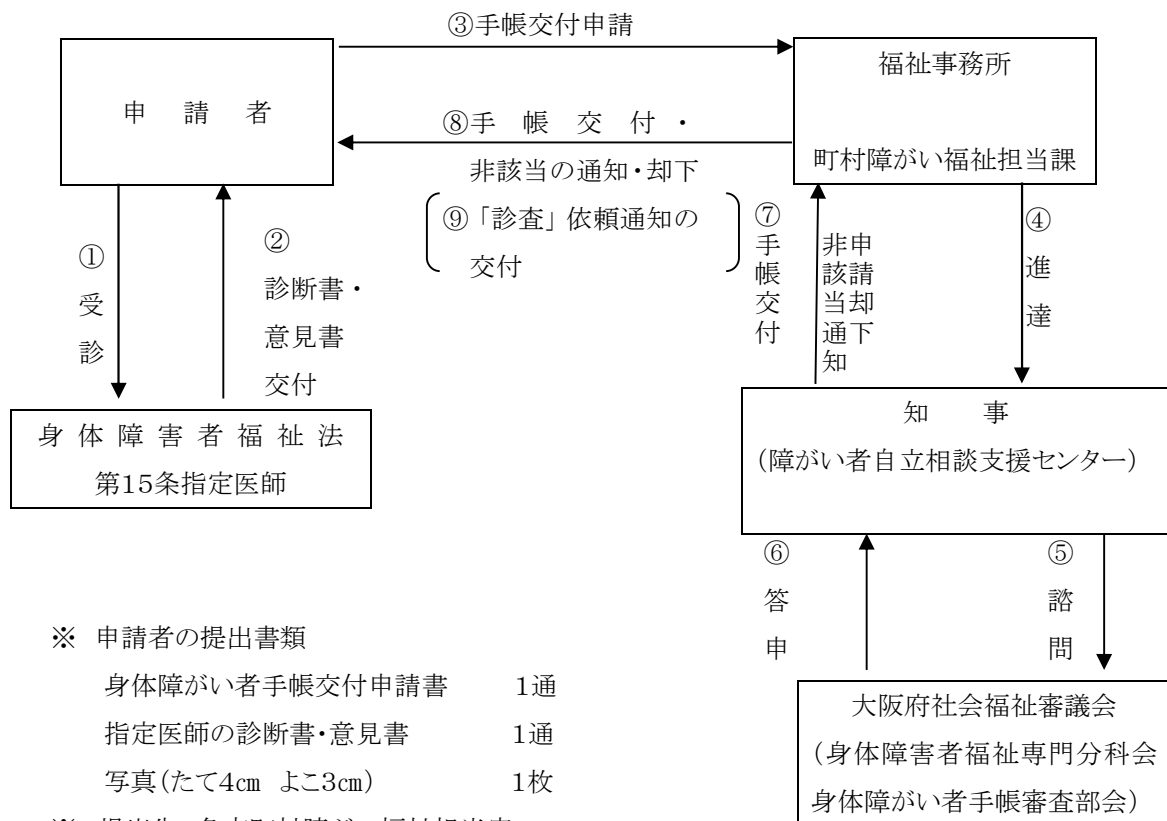 ③手帳交付申請
申　請　者
福祉事務所
町村障がい福祉担当課
⑧手　帳　交　付　・
非該当の通知・却下
⑨「診査」依頼通知の
交付
①受診
②
診断書・
意見書
交付
⑦手帳交付
申請却下
非該当通知
④進達
身体障害者福祉法
第15条指定医師
知　　事
（障がい者自立相談支援センター）
⑥答申
⑤諮問
大阪府社会福祉審議会
（身体障害者福祉専門分科会
身体障がい者手帳審査部会）
※　申請者の提出書類
身体障がい者手帳交付申請書　　1通
指定医師の診断書・意見書　　1通
写真（たて4㎝　よこ3㎝）　　1枚